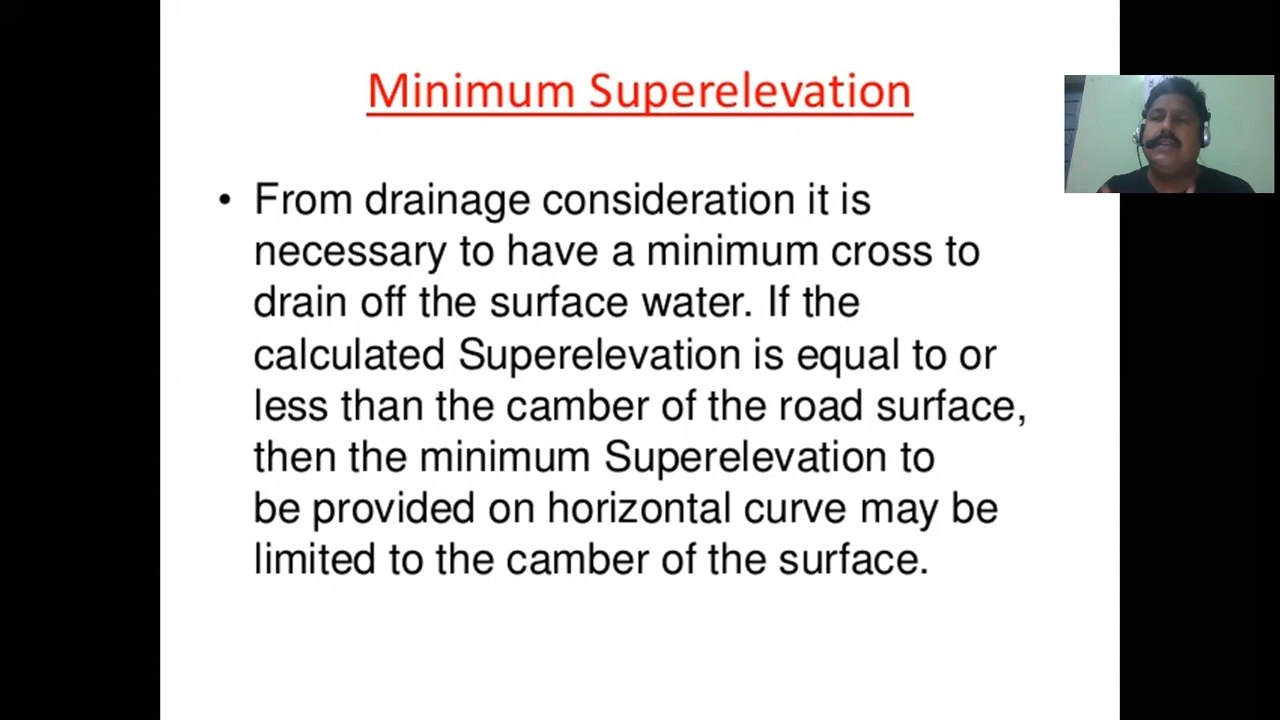 Minimum Superelevation
• From drainage consideration it is
necessary to have a minimum cross to
drain off the surface water. If the
calculated Superelevation is equal to or
less than the camber of the road surface,
then the minimum Superelevation to
be provided on horizontal curve may be
limited to the camber of the surface.